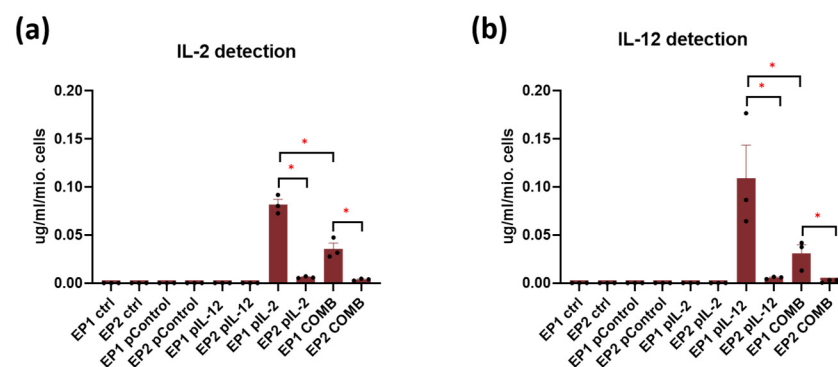 (a)
IL-2 detection
ug/ml/mio. cells
0.20
0.15
0.10
0.05
0.00
*
*
*
EP1 ctrl
EP2 ctrl
EP1 pControl
EP2 pControl
EP1 pIL-12
EP2 pIL-12
EP1 pIL-2
EP2 pIL-2
EP1 COMB
EP2 COMB
(b)
IL-12 detection
ug/ml/mio. cells
0.20
0.15
0.10
0.05
0.00
*
*
*
EP1 ctrl
EP2 ctrl
EP1 pControl
EP2 pControl
EP1 pIL-2
EP2 pIL-2
EP1 pIL-12
EP2 pIL-12
EP1 COMB
EP2 COMB